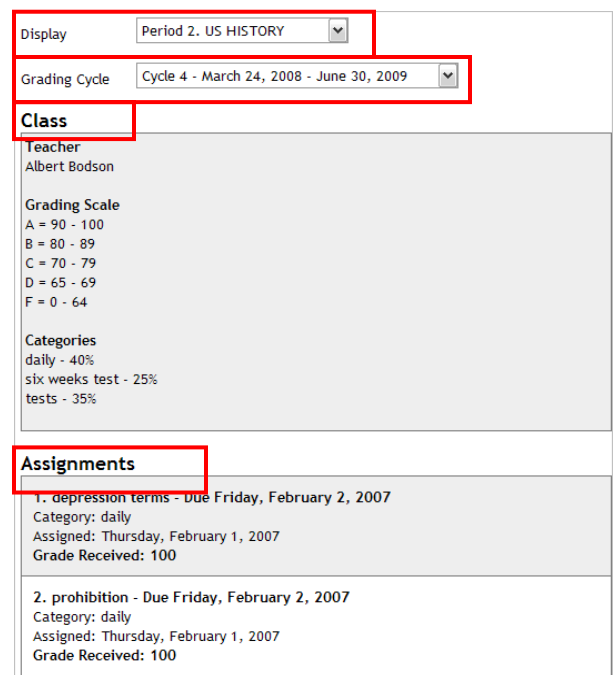 Display Period 2. US HISTORY
Grading Cycle Cycle 4 - March 24, 2008 - June 30, 2009
Class
Teacher
Albert Bodson
Grading Scale
A = 90 - 100
B = 80 - 89
C = 70 - 79
D = 65 - 69
F = 0 - 64
Categories
daily - 40%
six weeks test - 25%
tests - 35%
Assignments
1. depression terms - Due Friday, February 2, 2007
Category: daily
Assigned: Thursday, February 1, 2007
Grade Received: 100
2. prohibition - Due Friday, February 2, 2007
Category: daily
Assigned: Thursday, February 1, 2007
Grade Received: 100